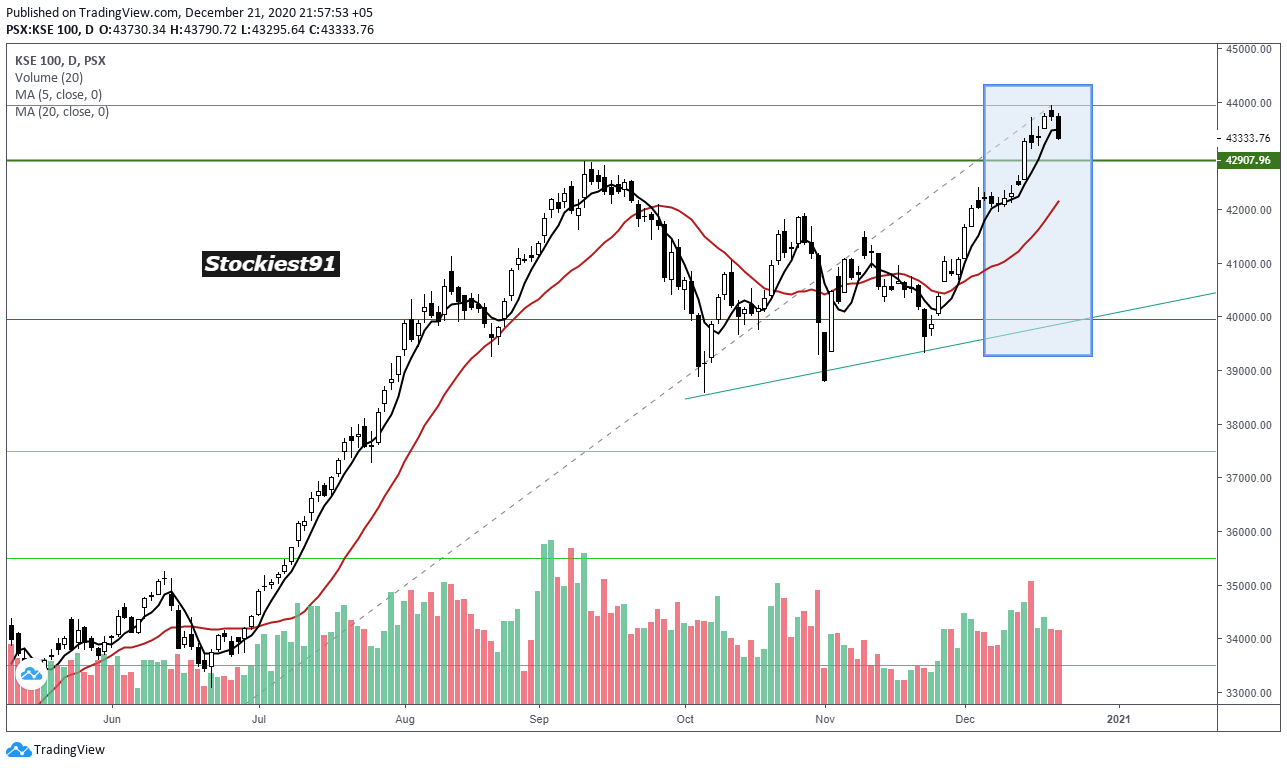 Published on TradingView.com, December 21, 2020 21:57:53 +05
PSX:KSE 100, D O:43730.34 H:43790.72 L:43295.64 C:43333.76
KSE 100, D, PSX
Volume (20)
MA (5, close, 0)
MA (20, close, 0)
Stockiest91
45000.00
44000.00
43333.76
42907.96
42000.00
41000.00
40000.00
39000.00
38000.00
37000.00
36000.00
35000.00
34000.00
33000.00
Jun Jul Aug Sep Oct Nov Dec 2021
TradingView